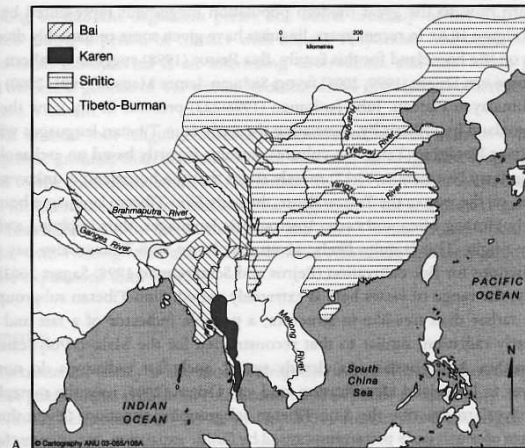 Bai
Karen
Sinitic
Tibeto-Burman
0 200
kilometres
Huanghe
(Yellow) River
Yangzi River
Brahmaputra River
Ganges River
Mekong River
PACIFIC
OCEAN
South
China
Sea
INDIAN
OCEAN
N
A
© Cartography ANU 03-055/108A